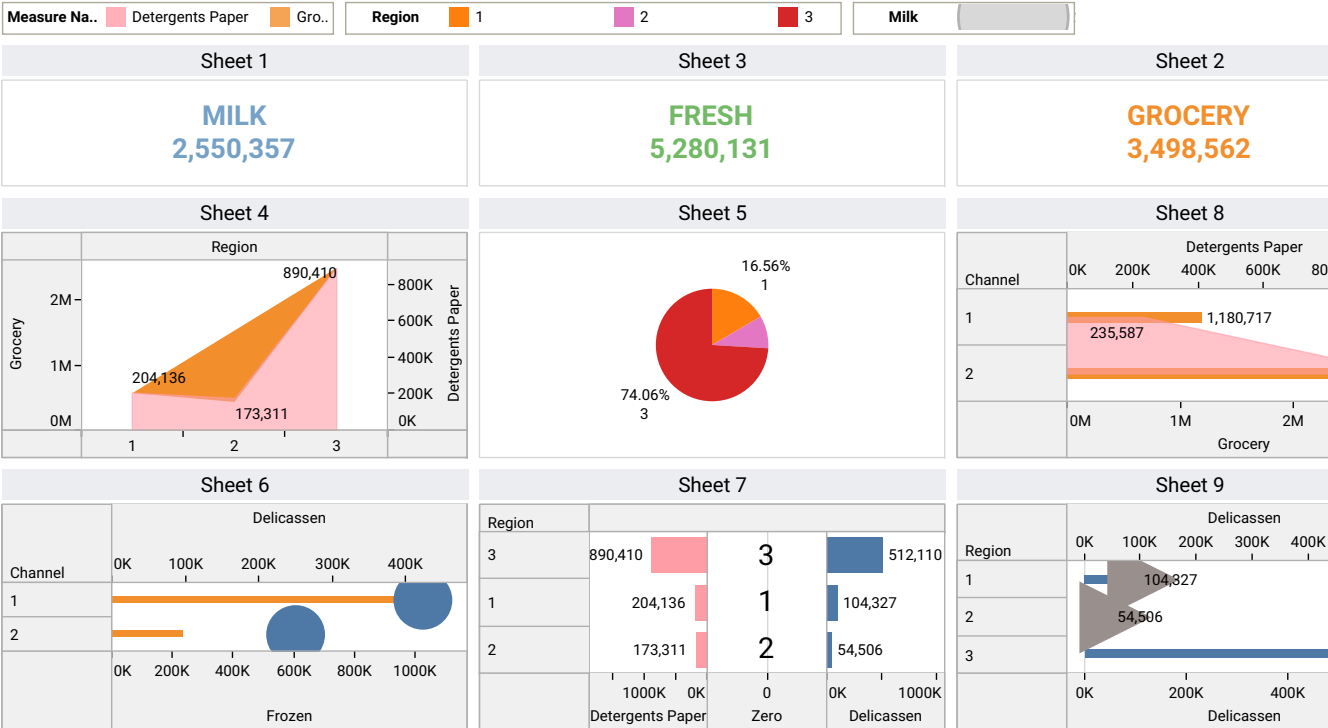 Measure Na.. Detergents Paper Gro.. Region 1 2 3 Milk
Sheet 1 Sheet 3 Sheet 2
MILK FRESH GROCERY
2,550,357 5,280,131 3,498,562
Sheet 4
Region
890,410
2M 800K
600K
Grocery Detergents Paper
1M 400K
204,136 200K
173,311
0M 0K
1 2 3
Sheet 5
16.56%
1
74.06%
3
Sheet 8
Detergents Paper
Channel 0K 200K 400K 600K 80
1 1,180,717
235,587
2
0M 1M 2M
Grocery
Sheet 6
Delicassen
0K 100K 200K 300K 400K
Channel
1
2
0K 200K 400K 600K 800K 1000K
Frozen
Sheet 7
Region
3 890,410 3 512,110
1 204,136 1 104,327
2 173,311 2 54,506
1000K 0K 0 0K 1000K
Detergents Paper Zero Delicassen
Sheet 9
Delicassen
0K 100K 200K 300K 400K
Region
1 104,327
2 54,506
3
0K 200K 400K
Delicassen